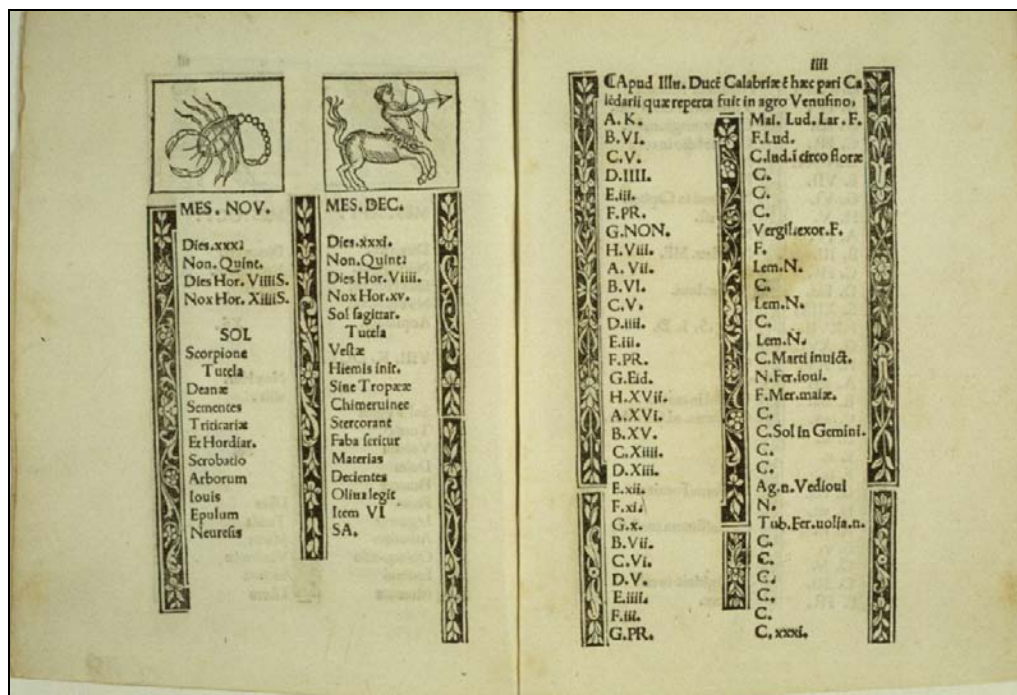 MES. NOV.
Dies.xxxi
Non. Quint.
Dies Hor. VIIIIS.
Nox Hor. XIIIIS.
SOL
Scorpione
Tutela
Deanæ
Sementes
Triticariæ
Et Hordiar.
Scrobatio
Arborum
Iouis
Epulum
Neuresis
MES. DEC.
Dies.xxxi.
Non. Quint.
Dies Hor. Viiii.
Nox Hor. xv.
Sol sagittar.
Tutela
Vestæ
Hiemis init.
Siue Tropææ
Chimeruinee
Stercorant
Faba seritur
Materias
Decientes
Oliua legit
Item VI
SA.
IIII
CApud Illu. Ducē Calabriæ ē hæc pari Ca
lēdarii quæ reperta fuit in agro Venusino.
A. K. Mai. Lud. Lar. F.
B. VI. F. Lud.
C. V. C. lud. i circo floræ
D. IIII. C.
E. iii. C.
F. PR. C.
G. NON. Vergil. exor. F.
H. Viii. F.
A. Vii. Lem. N.
B. VI. C.
C. V. Lem. N.
D. iiii. C.
E. iii. Lem. N.
F. PR. C. Marti inuict.
G. Eid. N. Fer. ioui.
H. XVii. F. Mer. maiæ.
A. XVi. C.
B. XV. C. Sol in Gemini.
C. Xiiii. C.
D. Xiii. C.
E. xii. Ag. n. Vedioui
F. xi. N.
G. x. Tub. Fer. uolia. n.
B. Vii. C.
C. Vi. C.
D. V. C.
E. iiii. C.
F. iii. C.
G. PR. C. xxxi.